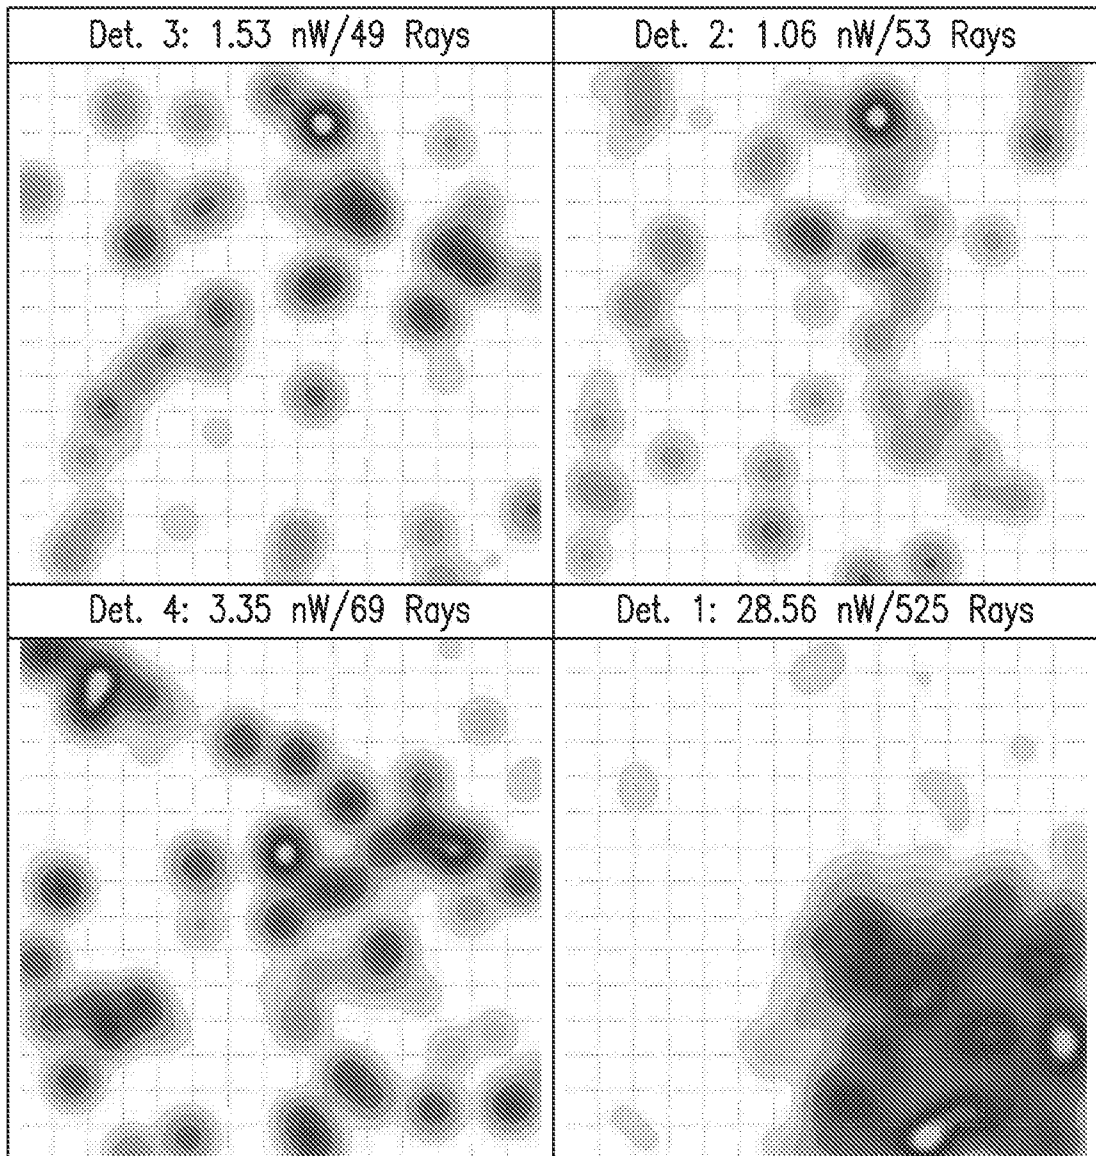 Det. 3: 1.53 nW/49 Rays
Det. 2: 1.06 nW/53 Rays
Det. 4: 3.35 nW/69 Rays
Det. 1: 28.56 nW/525 Rays